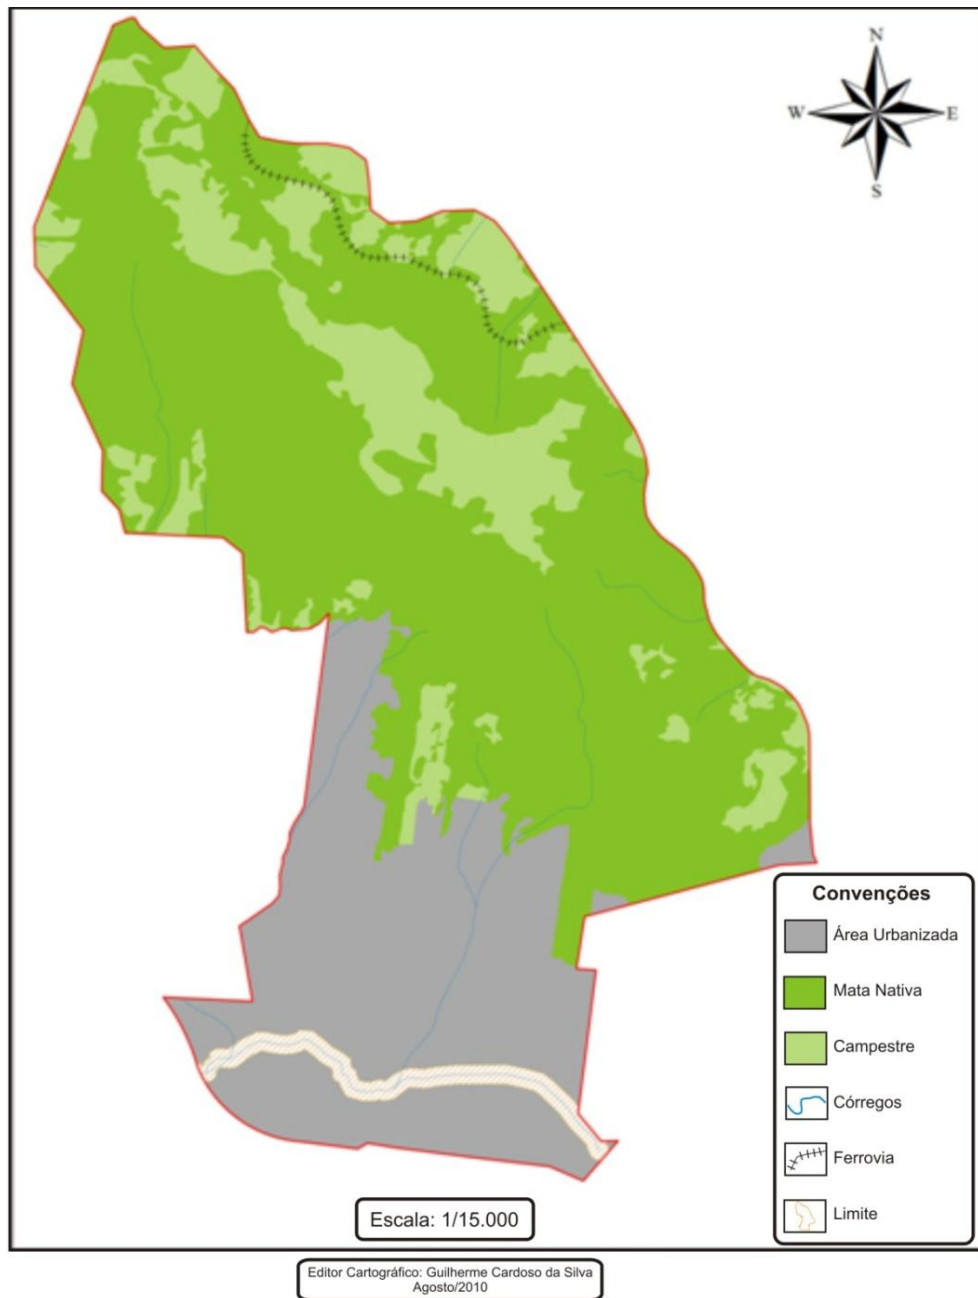 N
W
E
S
Convenções
Área Urbanizada
Mata Nativa
Campestre
Córregos
Ferrovia
Limite
Escala: 1/15.000
Editor Cartográfico: Guilherme Cardoso da Silva
Agosto/2010